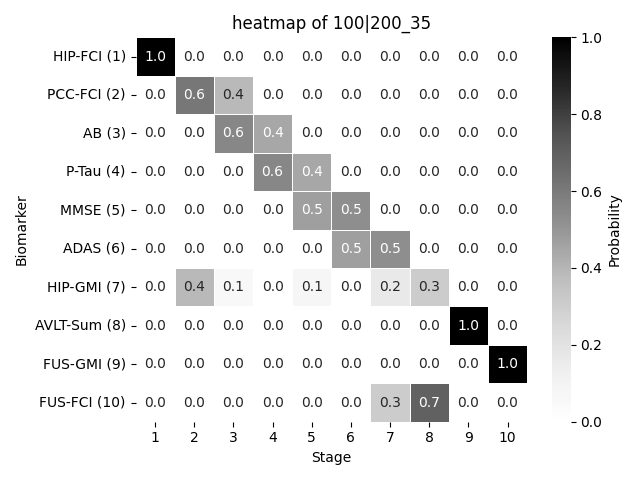 heatmap of 100|200_35
HIP-FCI (1) 1.0 0.0 0.0 0.0 0.0 0.0 0.0 0.0 0.0 0.0
PCC-FCI (2) 0.0 0.6 0.4 0.0 0.0 0.0 0.0 0.0 0.0 0.0
AB (3) 0.0 0.0 0.6 0.4 0.0 0.0 0.0 0.0 0.0 0.0
P-Tau (4) 0.0 0.0 0.0 0.6 0.4 0.0 0.0 0.0 0.0 0.0
MMSE (5) 0.0 0.0 0.0 0.0 0.5 0.5 0.0 0.0 0.0 0.0
ADAS (6) 0.0 0.0 0.0 0.0 0.0 0.5 0.5 0.0 0.0 0.0
HIP-GMI (7) 0.0 0.4 0.1 0.0 0.1 0.0 0.2 0.3 0.0 0.0
AVLT-Sum (8) 0.0 0.0 0.0 0.0 0.0 0.0 0.0 0.0 1.0 0.0
FUS-GMI (9) 0.0 0.0 0.0 0.0 0.0 0.0 0.0 0.0 0.0 1.0
FUS-FCI (10) 0.0 0.0 0.0 0.0 0.0 0.0 0.3 0.7 0.0 0.0
1 2 3 4 5 6 7 8 9 10
Stage
Biomarker
1.0
0.8
0.6
0.4
0.2
0.0
Probability